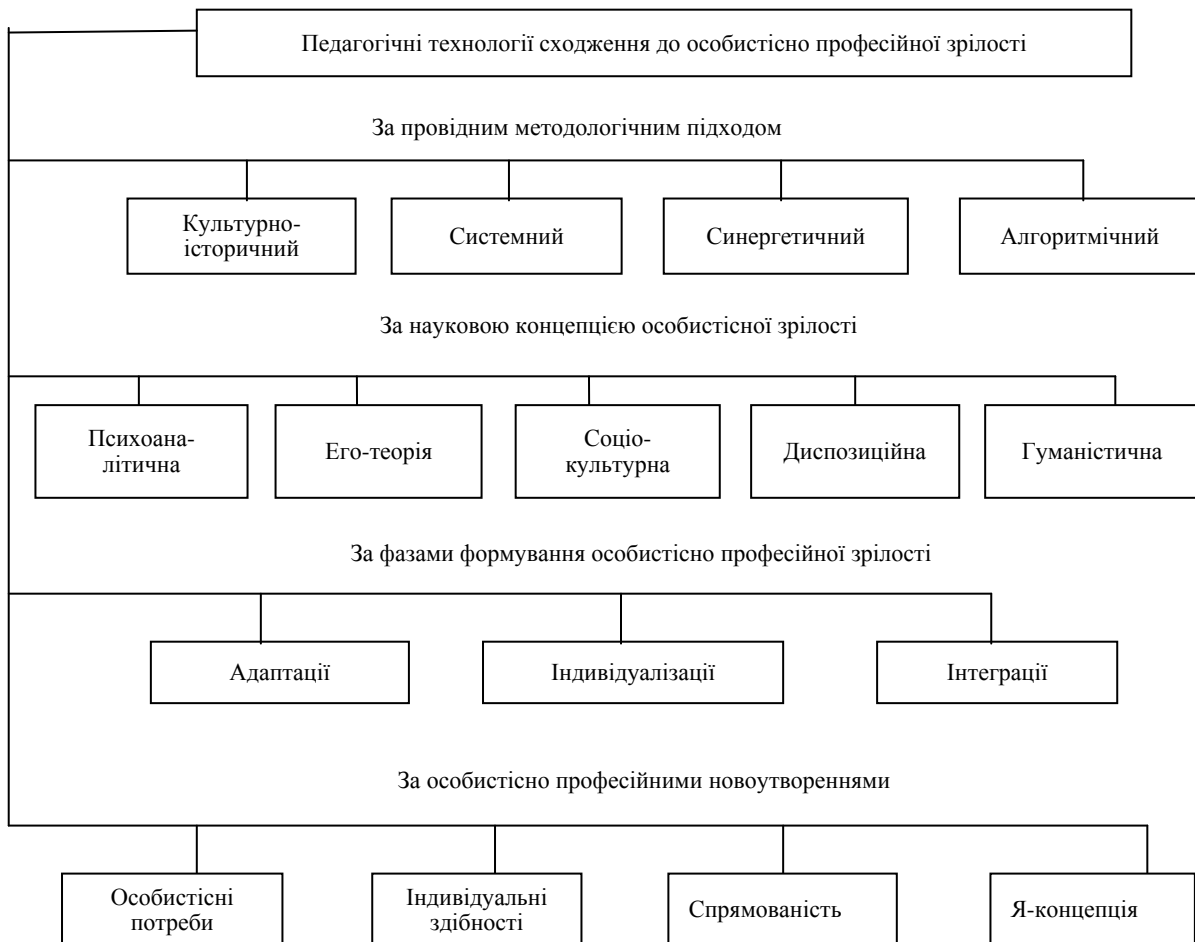 Педагогічні технології сходження до особистісно професійної зрілості
За провідним методологічним підходом
Культурно-
історичний
Системний
Синергетичний
Алгоритмічний
За науковою концепцією особистісної зрілості
Психоана-
літична
Его-теорія
Соціо-
культурна
Диспозиційна
Гуманістична
За фазами формування особистісно професійної зрілості
Адаптації
Індивідуалізації
Інтеграції
За особистісно професійними новоутвореннями
Особистісні
потреби
Індивідуальні
здібності
Спрямованість
Я-концепція